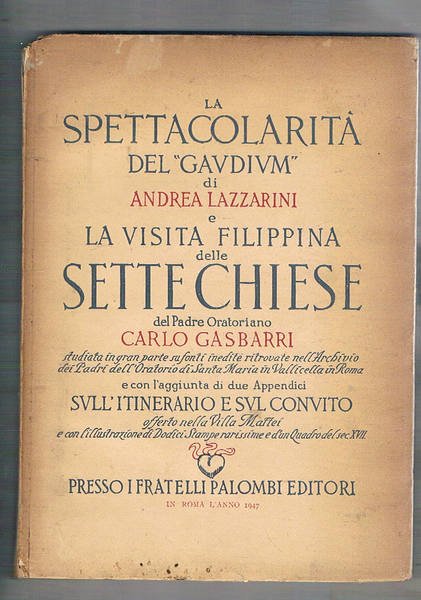 LA
SPETTACOLARITÀ
DEL "GAVDIVM"
di
ANDREA LAZZARINI
e
LA VISITA FILIPPINA
delle
SETTE CHIESE
del Padre Oratoriano
CARLO GASBARRI
studiata in gran parte su fonti inedite ritrovate nell'Archivio
dei Padri dell'Oratorio di Santa Maria in Vallicella in Roma
e con l'aggiunta di due Appendici
SVLL'ITINERARIO E SVL CONVITO
offerto nella Villa Mattei
e con l'illustrazione di Dodici Stampe rarissime e d'un Quadro del sec. XVII
PRESSO I FRATELLI PALOMBI EDITORI
IN ROMA L'ANNO 1947